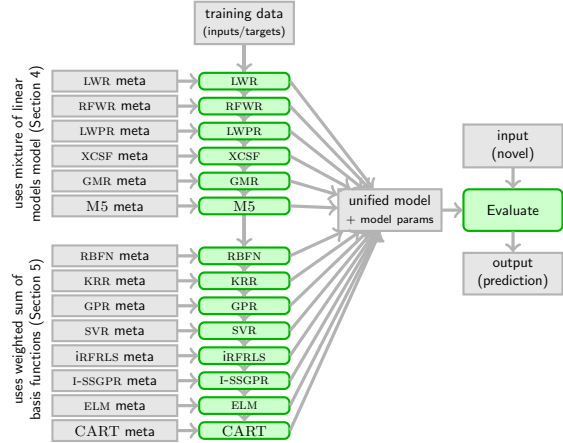 training data
(inputs/targets)
uses mixture of linear
models model (Section 4)
LWR meta
LWR
RFWR meta
RFWR
LWPR meta
LWPR
XCSF meta
XCSF
GMR meta
GMR
M5 meta
M5
uses weighted sum of
basis functions (Section 5)
RBFN meta
RBFN
KRR meta
KRR
GPR meta
GPR
SVR meta
SVR
iRFRLS meta
iRFRLS
I-SSGPR meta
I-SSGPR
ELM meta
ELM
CART meta
CART
unified model
+ model params
input
(novel)
Evaluate
output
(prediction)